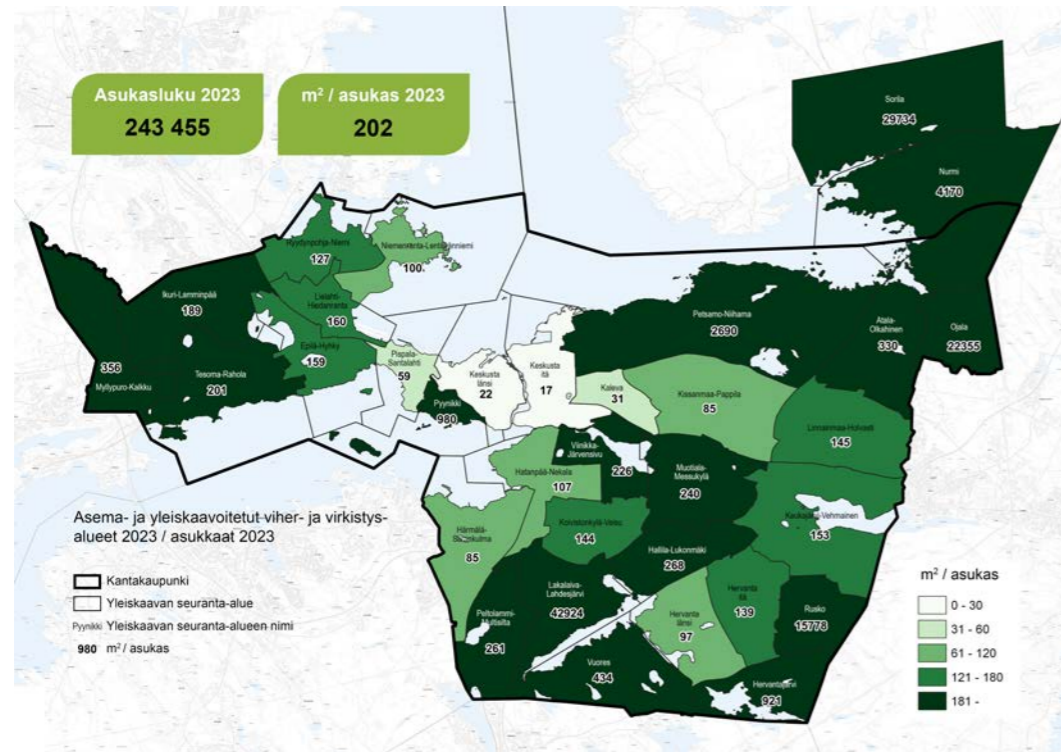 Asukasluku 2023
243 455
m² / asukas 2023
202
Sorila
29734
Nurmi
4170
Ryydynpohja-Niemi
127
Niemenranta-Lentävänniemi
100
Ikuri-Lamminpää
189
Lielahti-
Hiedanranta
160
Epilä-Hyhky
159
356
Myllypuro-Kalkku
Tesoma-Rahola
201
Pispala-
Santalahti
59
Pyynikki
980
Keskusta
länsi
22
Keskusta
itä
17
Kaleva
31
Petsamo-Niihama
2690
Atala-
Olkahinen
330
Ojala
22355
Kissanmaa-Pappila
85
Linnainmaa-Holvasti
145
Viinikka-
Järvensivu
226
Muotiala-
Messukylä
240
Hatanpää-Nekala
107
Kaukajärvi-Vehmainen
153
Härmälä-
Sarankulma
85
Koivistonkylä-Veisu
144
Hallila-Lukonmäki
268
Lakalaiva-
Lahdesjärvi
42924
Peltolammi-
Multisilta
261
Hervanta
länsi
97
Hervanta
itä
139
Rusko
15778
Vuores
434
Hervantajärvi
921
Asema- ja yleiskaavoitetut viher- ja virkistys-
alueet 2023 / asukkaat 2023
Kantakaupunki
Yleiskaavan seuranta-alue
Pyynikki Yleiskaavan seuranta-alueen nimi
980 m² / asukas
m² / asukas
0 - 30
31 - 60
61 - 120
121 - 180
181 -